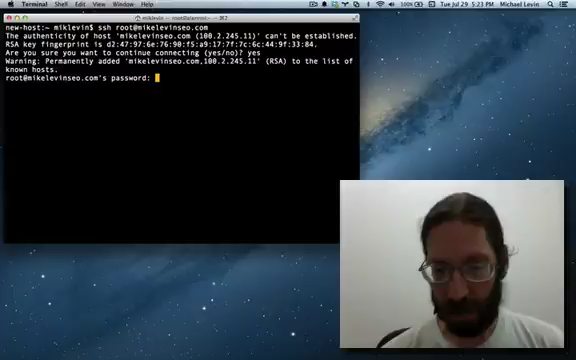 Terminal Shell Edit View Window Help
100% Tue Jul 29 5:23 PM Michael Levin
new-host:~ miklevin$ ssh root@mikelevinseo.com
The authenticity of host 'mikelevinseo.com (100.2.245.11)' can't be established.
RSA key fingerprint is d2:47:97:6e:76:90:f5:a9:17:7f:7c:6c:44:9f:33:84.
Are you sure you want to continue connecting (yes/no)? yes
Warning: Permanently added 'mikelevinseo.com,100.2.245.11' (RSA) to the list of
known hosts.
root@mikelevinseo.com's password: